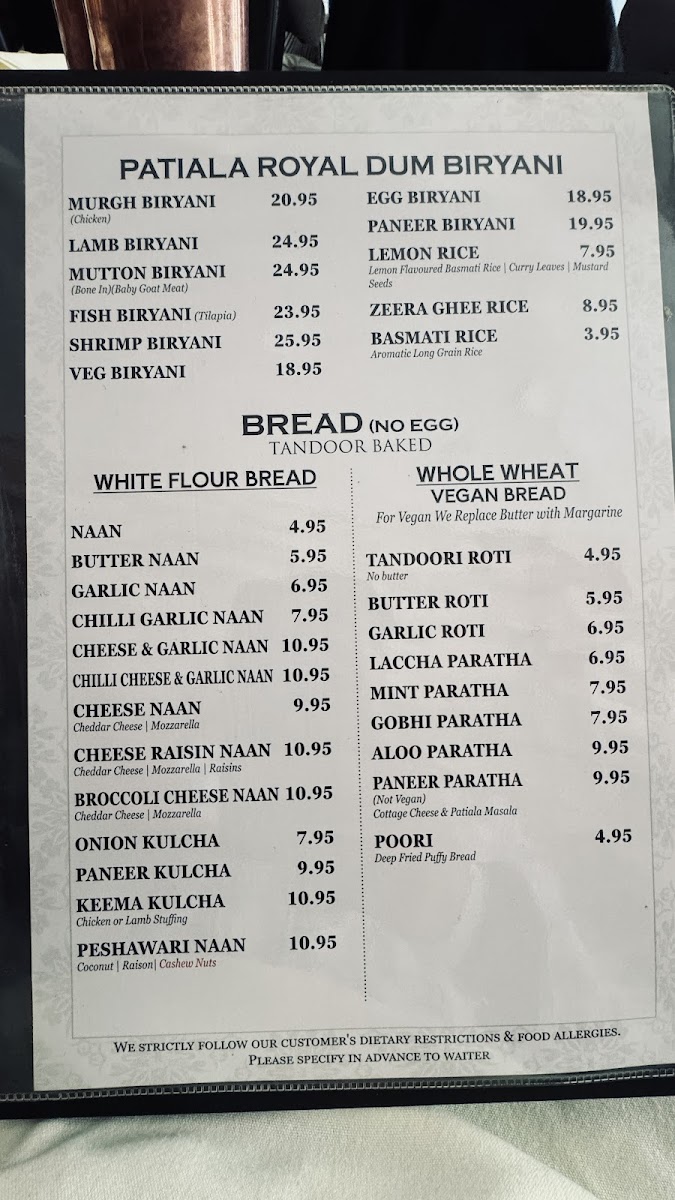 PATIALA ROYAL DUM BIRYANI
MURGH BIRYANI 20.95
(Chicken)
LAMB BIRYANI 24.95
MUTTON BIRYANI 24.95
(Bone In)(Baby Goat Meat)
FISH BIRYANI (Tilapia) 23.95
SHRIMP BIRYANI 25.95
VEG BIRYANI 18.95
EGG BIRYANI 18.95
PANEER BIRYANI 19.95
LEMON RICE 7.95
Lemon Flavoured Basmati Rice | Curry Leaves | Mustard
Seeds
ZEERA GHEE RICE 8.95
BASMATI RICE 3.95
Aromatic Long Grain Rice
BREAD (NO EGG)
TANDOOR BAKED
WHITE FLOUR BREAD
NAAN 4.95
BUTTER NAAN 5.95
GARLIC NAAN 6.95
CHILLI GARLIC NAAN 7.95
CHEESE & GARLIC NAAN 10.95
CHILLI CHEESE & GARLIC NAAN 10.95
CHEESE NAAN 9.95
Cheddar Cheese | Mozzarella
CHEESE RAISIN NAAN 10.95
Cheddar Cheese | Mozzarella | Raisins
BROCCOLI CHEESE NAAN 10.95
Cheddar Cheese | Mozzarella
ONION KULCHA 7.95
PANEER KULCHA 9.95
KEEMA KULCHA 10.95
Chicken or Lamb Stuffing
PESHAWARI NAAN 10.95
Coconut | Raison| Cashew Nuts
WHOLE WHEAT
VEGAN BREAD
For Vegan We Replace Butter with Margarine
TANDOORI ROTI 4.95
No butter
BUTTER ROTI 5.95
GARLIC ROTI 6.95
LACCHA PARATHA 6.95
MINT PARATHA 7.95
GOBHI PARATHA 7.95
ALOO PARATHA 9.95
PANEER PARATHA 9.95
(Not Vegan)
Cottage Cheese & Patiala Masala
POORI 4.95
Deep Fried Puffy Bread
WE STRICTLY FOLLOW OUR CUSTOMER'S DIETARY RESTRICTIONS & FOOD ALLERGIES.
PLEASE SPECIFY IN ADVANCE TO WAITER